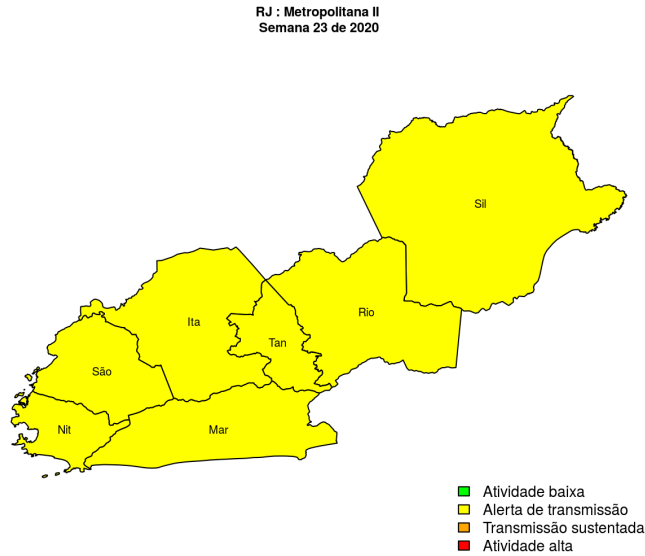 RJ : Metropolitana II
Semana 23 de 2020
Sil
Rio
Ita
Tan
São
Nit
Mar
Atividade baixa
Alerta de transmissão
Transmissão sustentada
Atividade alta